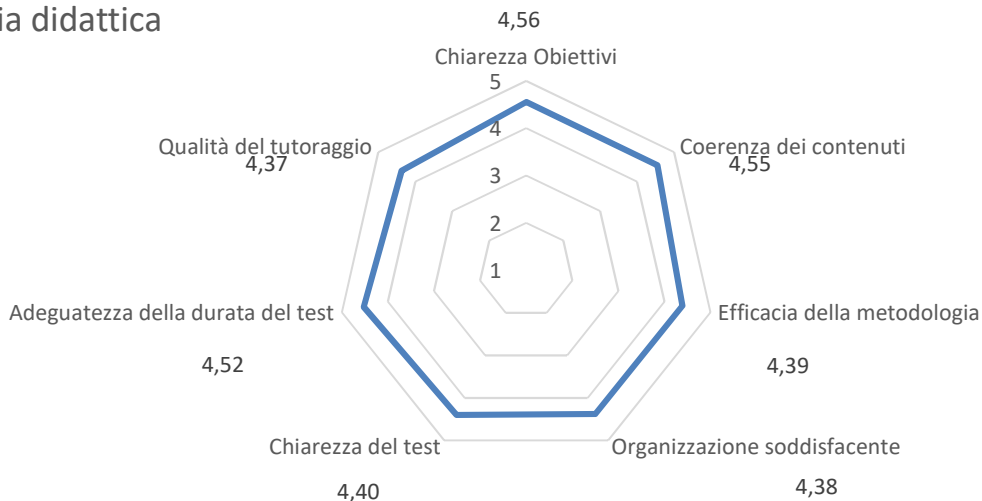 ia didattica
4,56
Chiarezza Obiettivi
5
4
3
2
1
Qualità del tutoraggio
4,37
Coerenza dei contenuti
4,55
Adeguatezza della durata del test
4,52
Efficacia della metodologia
4,39
Chiarezza del test
4,40
Organizzazione soddisfacente
4,38